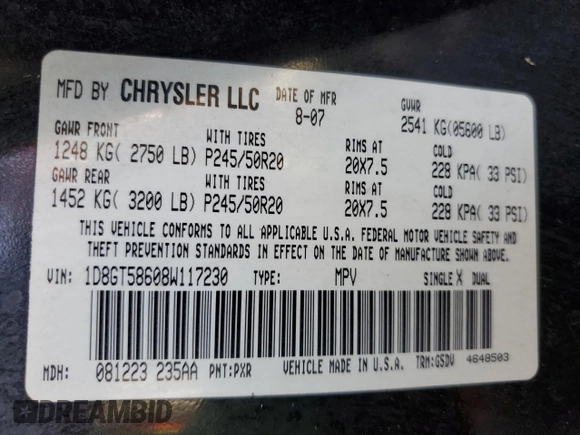 MFD BY CHRYSLER LLC DATE OF MFR GVWR
8-07 2541 KG(05600 LB)
GAWR FRONT WITH TIRES RIMS AT COLD
1248 KG( 2750 LB) P245/50R20 20X7.5 228 KPA( 33 PSI)
GAWR REAR WITH TIRES RIMS AT COLD
1452 KG( 3200 LB) P245/50R20 20X7.5 228 KPA( 33 PSI)
THIS VEHICLE CONFORMS TO ALL APPLICABLE U.S.A. FEDERAL MOTOR VEHICLE SAFETY AND
THEFT PREVENTION STANDARDS IN EFFECT ON THE DATE OF MANUFACTURE SHOWN ABOVE.
VIN: 1D8GT58608W117230 TYPE: MPV SINGLE X DUAL
MDH: 081223 235AA PNT:PXR VEHICLE MADE IN U.S.A. TRM:GSDV 4648503
DREAMBID